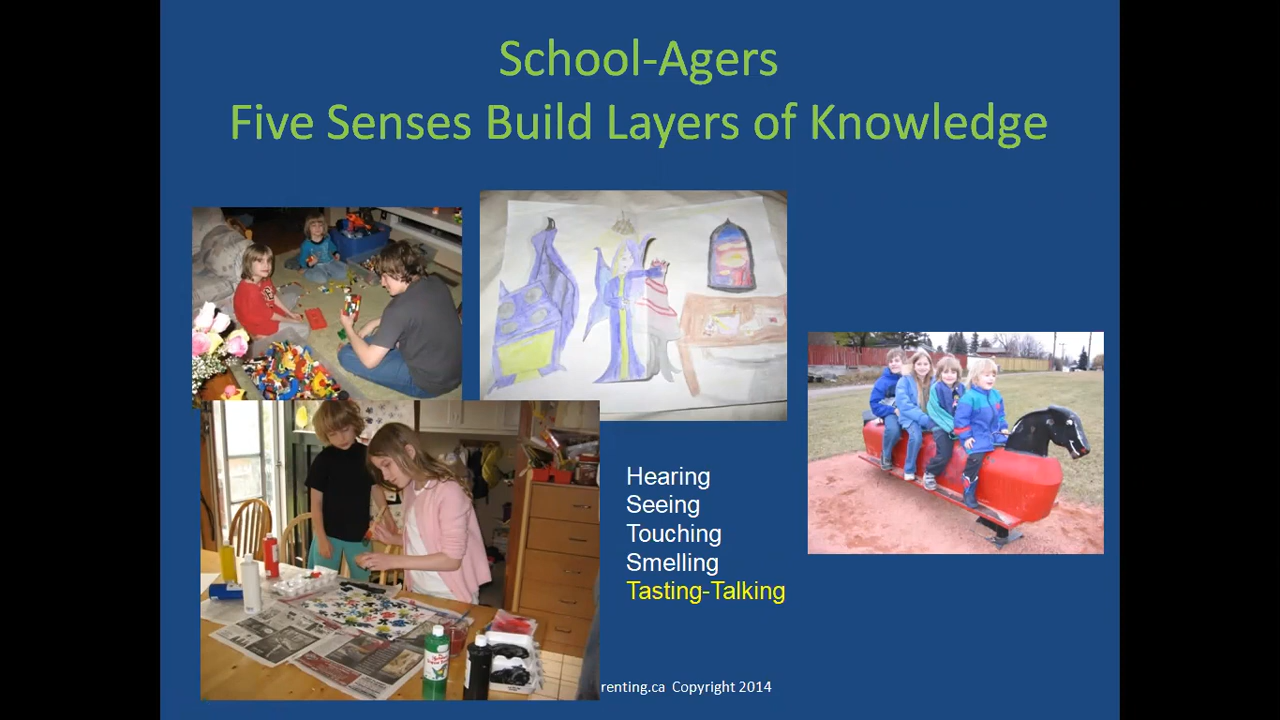 School-Agers
Five Senses Build Layers of Knowledge
Hearing
Seeing
Touching
Smelling
Tasting-Talking
renting.ca Copyright 2014